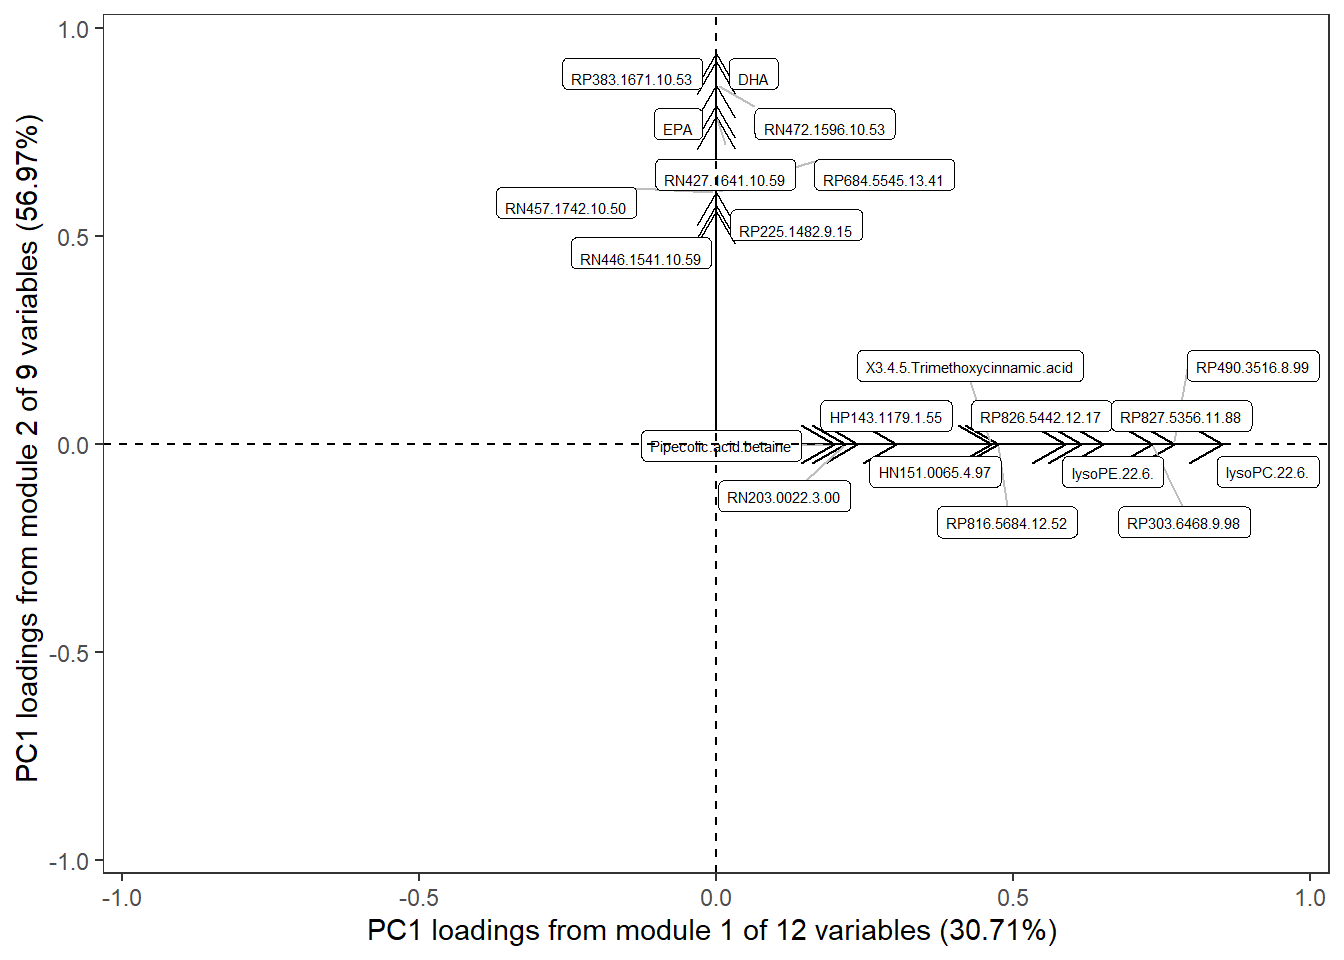 PC1 loadings from module 2 of 9 variables (56.97%)
1.0
0.5
0.0
-0.5
-1.0
RP383.1671.10.53
DHA
EPA
RN472.1596.10.53
RN427.1641.10.59
RP684.5545.13.41
RN457.1742.10.50
RP225.1482.9.15
RN446.1541.10.59
X3.4.5.Trimethoxycinnamic.acid
RP490.3516.8.99
HP143.1179.1.55
RP826.5442.12.17
RP827.5356.11.88
Pipecolic.acid.betaine
HN151.0065.4.97
lysoPE.22.6.
lysoPC.22.6.
RN203.0022.3.00
RP816.5684.12.52
RP303.6468.9.98
-1.0
-0.5
0.0
0.5
1.0
PC1 loadings from module 1 of 12 variables (30.71%)